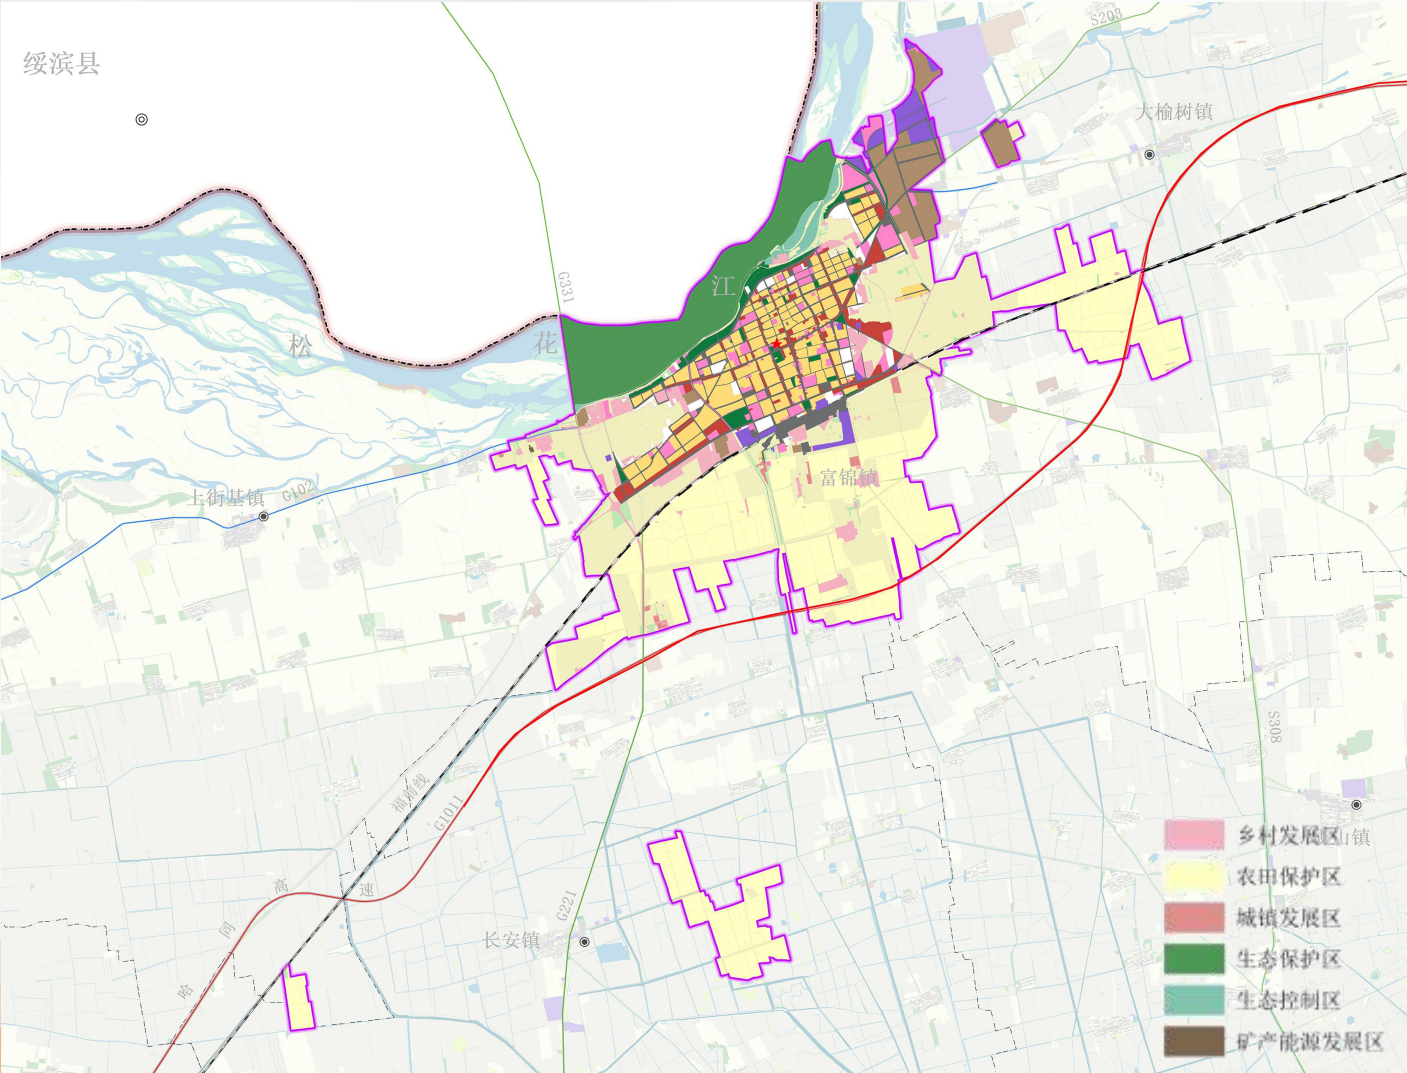 绥滨县
S203
大榆树镇
G331
江
松
花
上街基镇
G102
富锦镇
S308
福前线
G1011
高
速
同
哈
G221
长安镇
山镇
乡村发展区
农田保护区
城镇发展区
生态保护区
生态控制区
矿产能源发展区